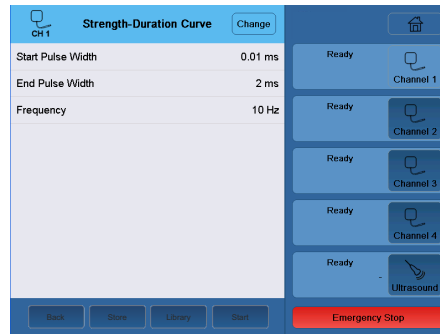 CH 1
Strength-Duration Curve
Change
Start Pulse Width 0.01 ms
End Pulse Width 2 ms
Frequency 10 Hz
Back
Store
Library
Start
Ready
Channel 1
Ready
Channel 2
Ready
Channel 3
Ready
Channel 4
Ready
-
Ultrasound
Emergency Stop